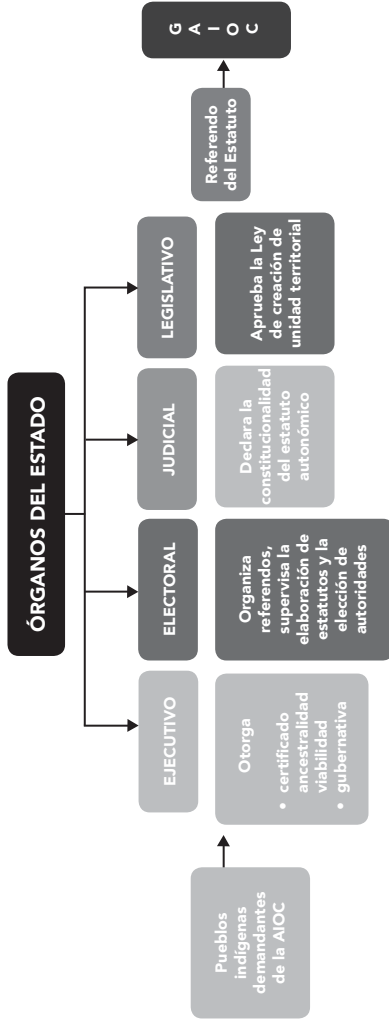 ÓRGANOS DEL ESTADO
EJECUTIVO
ELECTORAL
JUDICIAL
LEGISLATIVO
Pueblos
indígenas
demandantes
de la AIOC
Otorga
• certificado
ancestralidad
viabilidad
• gubernativa
Organiza
referendos,
supervisa la
elaboración de
estatutos y la
elección de
autoridades
Declara la
constitucionalidad
del estatuto
autonómico
Aprueba la Ley
de creación de
unidad territorial
Referendo
del Estatuto
G
A
I
O
C